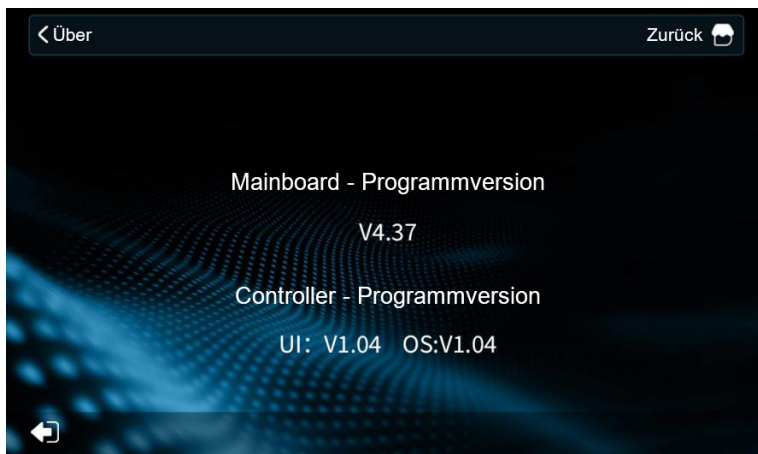 Über
Zurück
Mainboard - Programmversion
V4.37
Controller - Programmversion
UI: V1.04 OS:V1.04